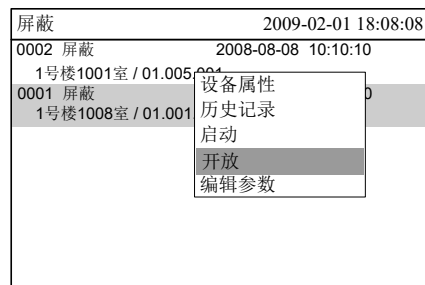 屏蔽 2009-02-01 18:08:08
0002 屏蔽 2008-08-08 10:10:10
1号楼1001室 / 01.005.001
设备属性
0001 屏蔽 0
历史记录
1号楼1008室 / 01.001.
启动
开放
编辑参数